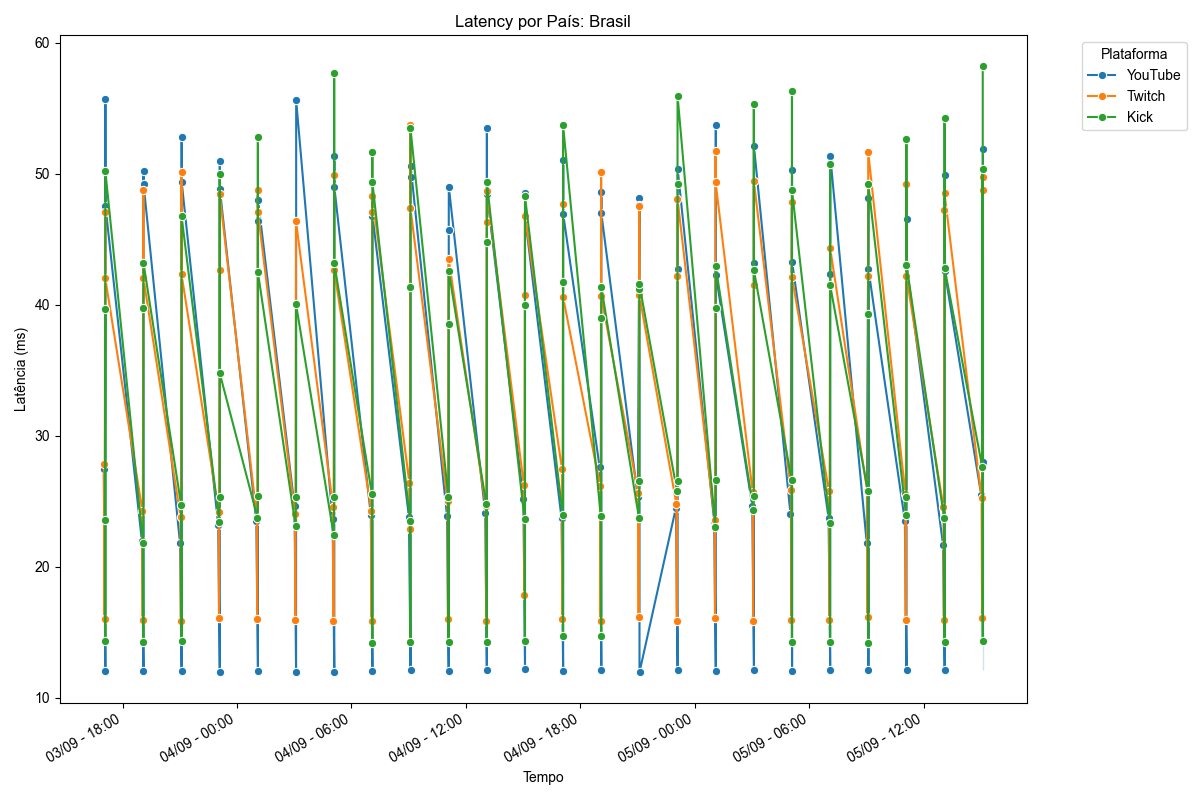 Latency por País: Brasil
Plataforma
YouTube
Twitch
Kick
Latência (ms)
60
50
40
30
20
10
03/09 - 18:00
04/09 - 00:00
04/09 - 06:00
04/09 - 12:00
04/09 - 18:00
05/09 - 00:00
05/09 - 06:00
05/09 - 12:00
Tempo